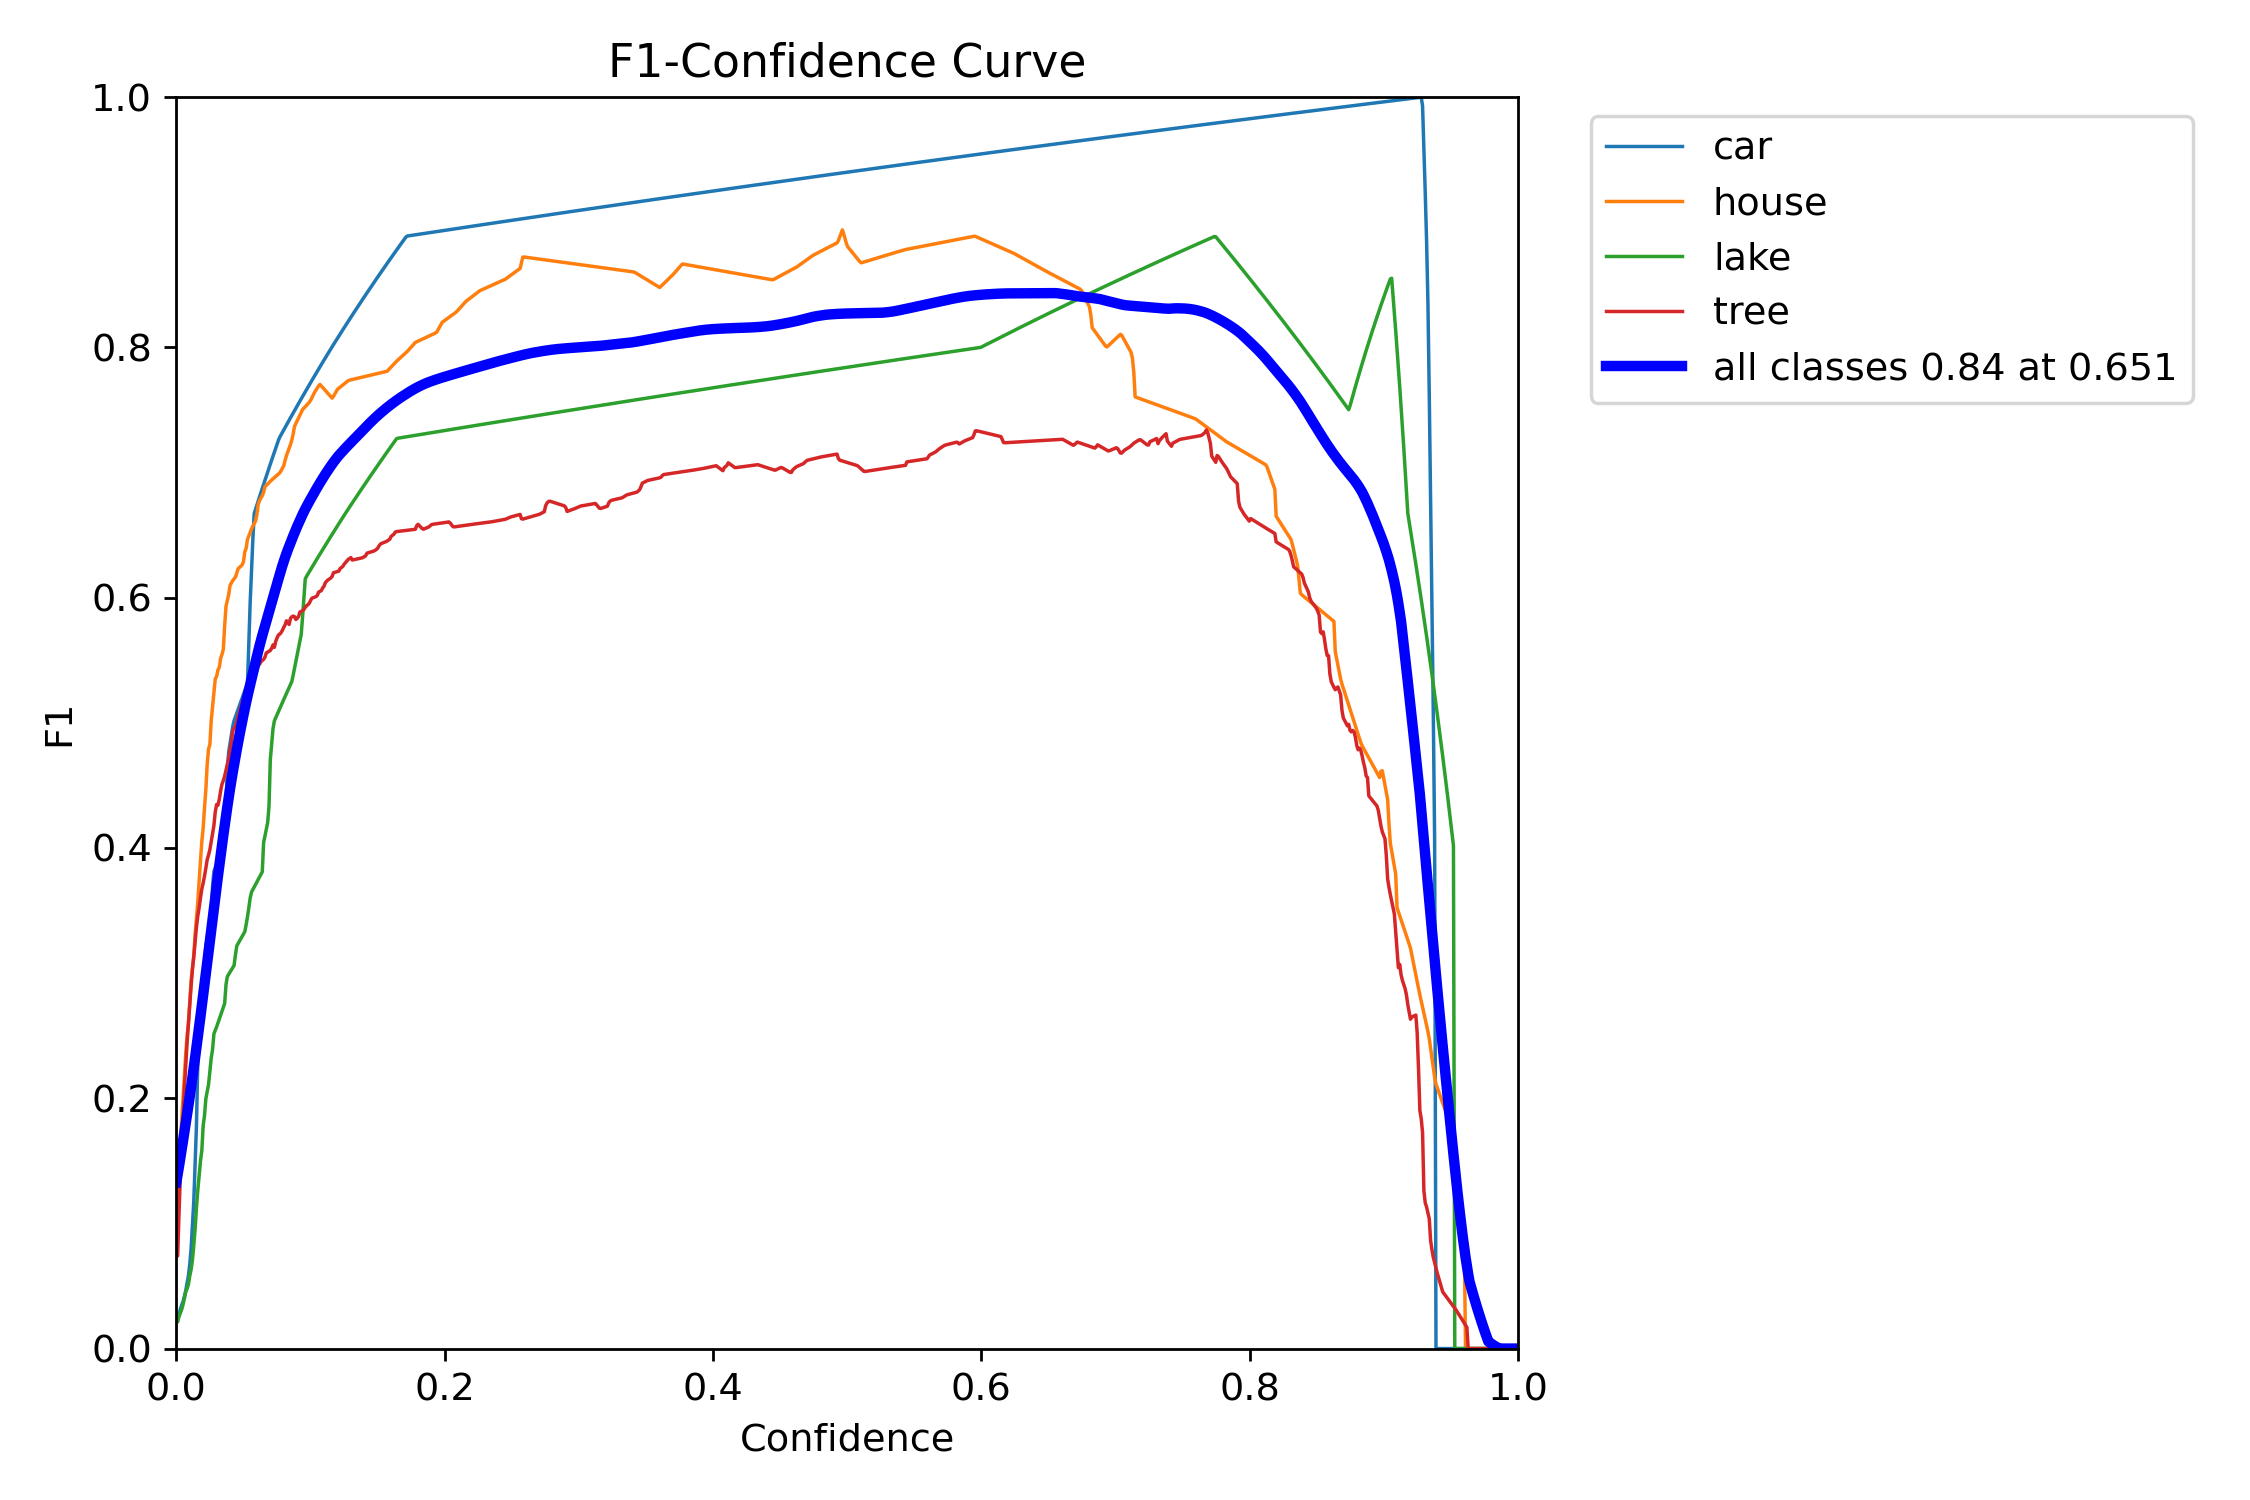 F1-Confidence Curve
1.0
0.8
0.6
0.4
0.2
0.0
F1
0.0 0.2 0.4 0.6 0.8 1.0
Confidence
car
house
lake
tree
all classes 0.84 at 0.651